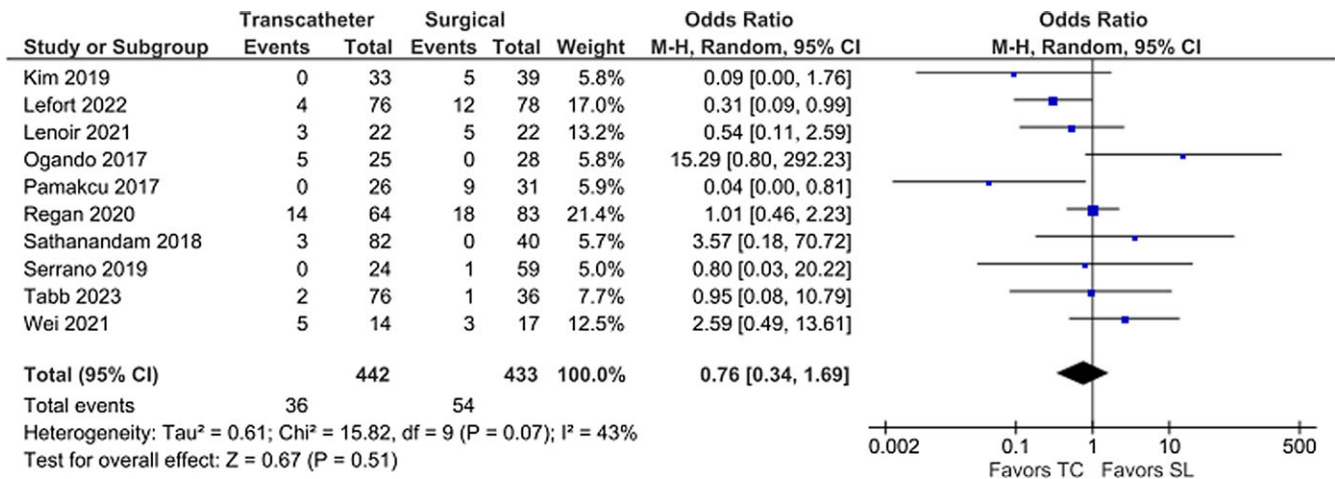 Transcatheter Surgical Odds Ratio Odds Ratio
Study or Subgroup Events Total Events Total Weight M-H, Random, 95% CI M-H, Random, 95% CI
Kim 2019 0 33 5 39 5.8% 0.09 [0.00, 1.76]
Lefort 2022 4 76 12 78 17.0% 0.31 [0.09, 0.99]
Lenoir 2021 3 22 5 22 13.2% 0.54 [0.11, 2.59]
Ogando 2017 5 25 0 28 5.8% 15.29 [0.80, 292.23]
Pamakcu 2017 0 26 9 31 5.9% 0.04 [0.00, 0.81]
Regan 2020 14 64 18 83 21.4% 1.01 [0.46, 2.23]
Sathanandam 2018 3 82 0 40 5.7% 3.57 [0.18, 70.72]
Serrano 2019 0 24 1 59 5.0% 0.80 [0.03, 20.22]
Tabb 2023 2 76 1 36 7.7% 0.95 [0.08, 10.79]
Wei 2021 5 14 3 17 12.5% 2.59 [0.49, 13.61]
Total (95% CI) 442 433 100.0% 0.76 [0.34, 1.69]
Total events 36 54
Heterogeneity: Tau² = 0.61; Chi² = 15.82, df = 9 (P = 0.07); I² = 43%
Test for overall effect: Z = 0.67 (P = 0.51)
0.002 0.1 1 10 500
Favors TC Favors SL